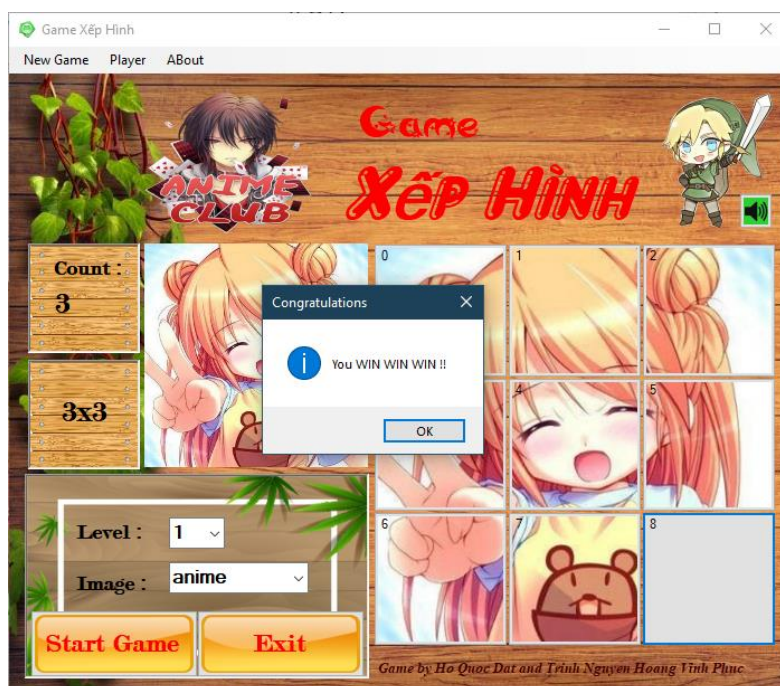 Game Xếp Hình
New Game Player ABout
ANIME
CLUB
Game
Xếp Hình
Count :
3
3x3
0
1
2
4
5
6
7
8
Congratulations
You WIN WIN WIN !!
OK
Level :
1
Image :
anime
Start Game
Exit
Game by Ho Quoc Dat and Trinh Nguyen Hoang Vinh Phuc